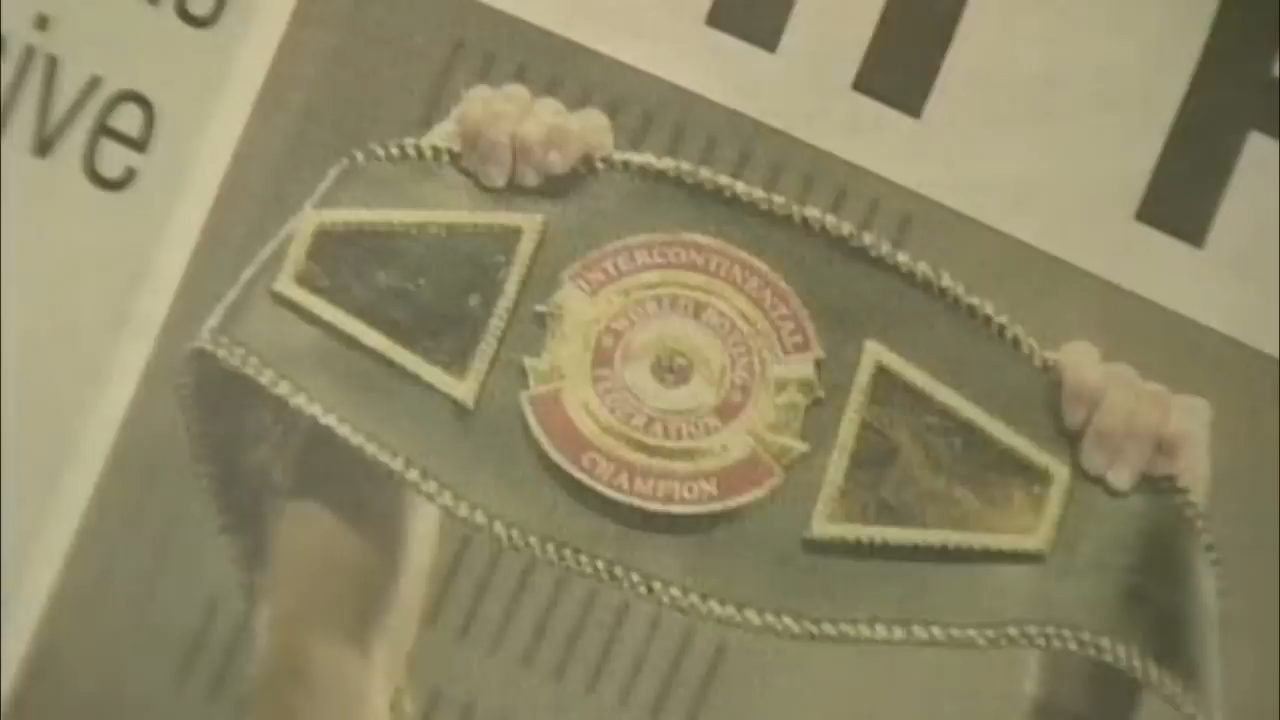 ive
INTERCONTINENTAL
WORLD BOXING
FEDERATION
CHAMPION